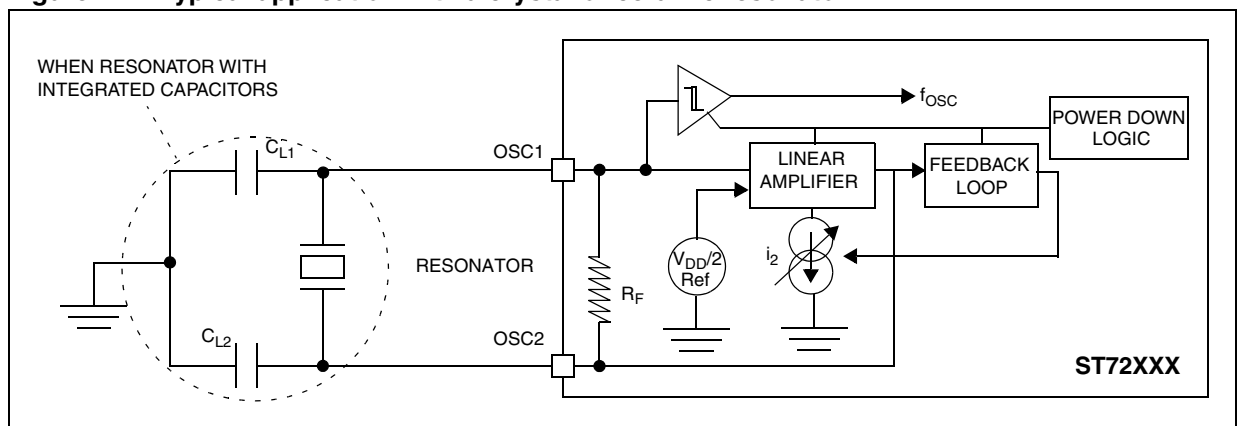 WHEN RESONATOR WITH
INTEGRATED CAPACITORS
CL1
OSC1
fOSC
POWER DOWN
LOGIC
LINEAR
AMPLIFIER
FEEDBACK
LOOP
RESONATOR
VDD/2
Ref
i2
RF
CL2
OSC2
ST72XXX